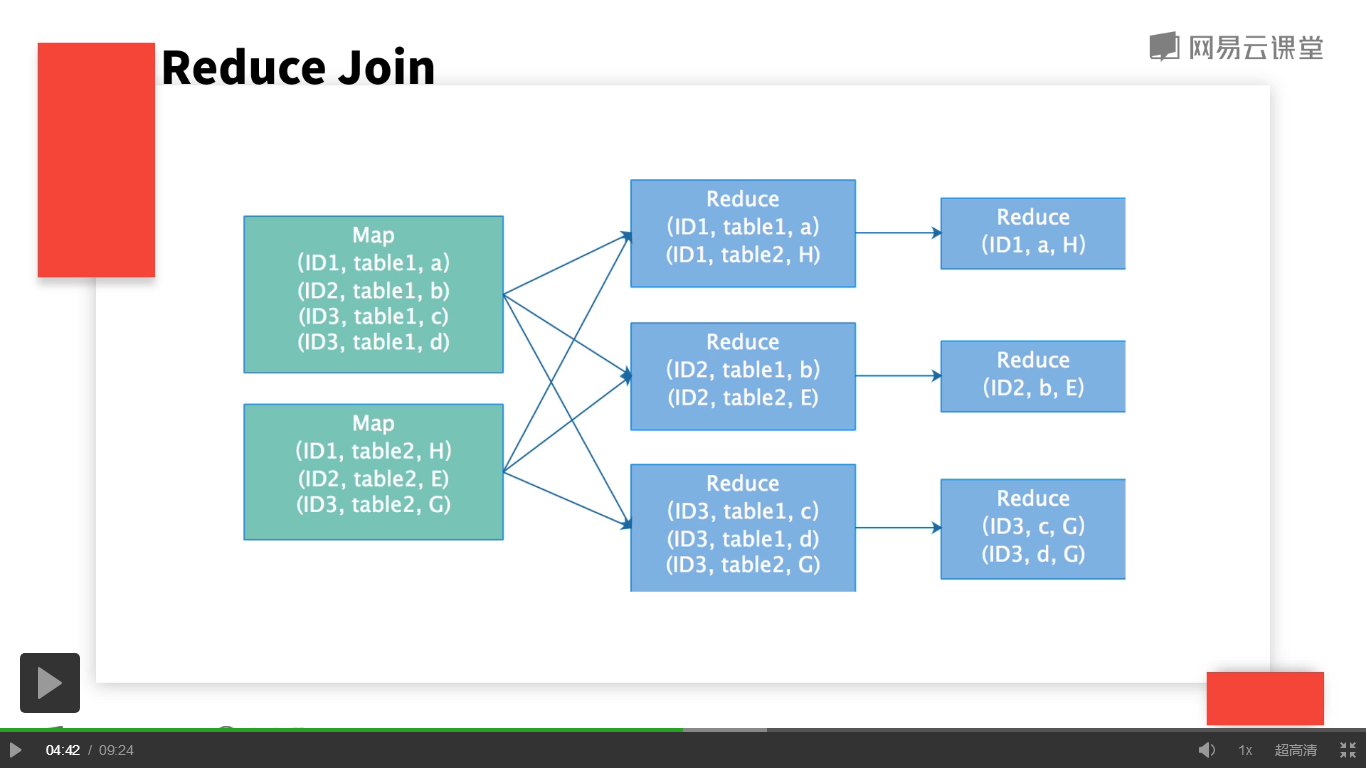 Reduce Join
网易云课堂
Map
(ID1, table1, a)
(ID2, table1, b)
(ID3, table1, c)
(ID3, table1, d)
Map
(ID1, table2, H)
(ID2, table2, E)
(ID3, table2, G)
Reduce
(ID1, table1, a)
(ID1, table2, H)
Reduce
(ID2, table1, b)
(ID2, table2, E)
Reduce
(ID3, table1, c)
(ID3, table1, d)
(ID3, table2, G)
Reduce
(ID1, a, H)
Reduce
(ID2, b, E)
Reduce
(ID3, c, G)
(ID3, d, G)
04:42 / 09:24
1x
超高清